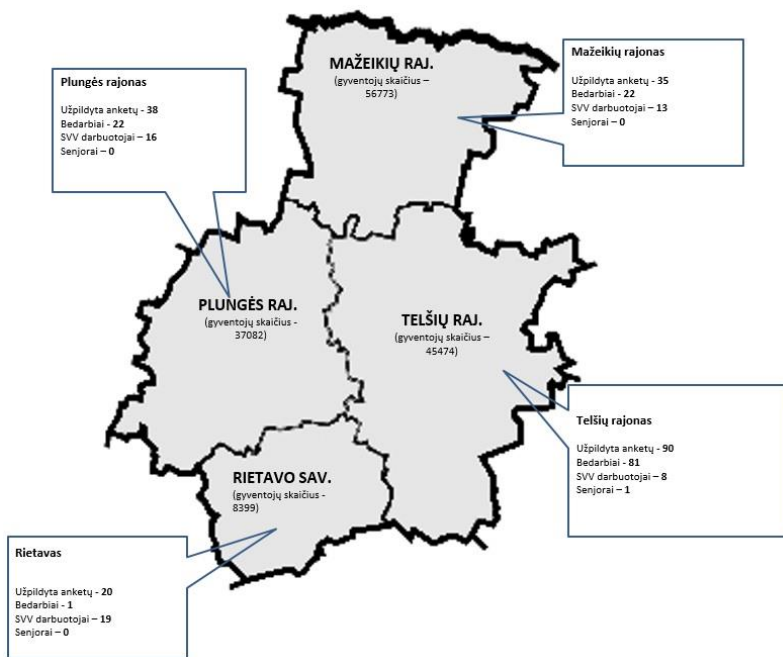 MAŽEIKIŲ RAJ.
(gyventojų skaičius –
56773)
Mažeikių rajonas
Užpildyta anketų - 35
Bedarbiai - 22
SVV darbuotojai – 13
Senjorai – 0
Plungės rajonas
Užpildyta anketų - 38
Bedarbiai - 22
SVV darbuotojai – 16
Senjorai – 0
PLUNGĖS RAJ.
(gyventojų skaičius -
37082)
TELŠIŲ RAJ.
(gyventojų skaičius –
45474)
Telšių rajonas
Užpildyta anketų - 90
Bedarbiai - 81
SVV darbuotojai – 8
Senjorai – 1
RIETAVO SAV.
(gyventojų skaičius -
8399)
Rietavas
Užpildyta anketų - 20
Bedarbiai - 1
SVV darbuotojai – 19
Senjorai – 0